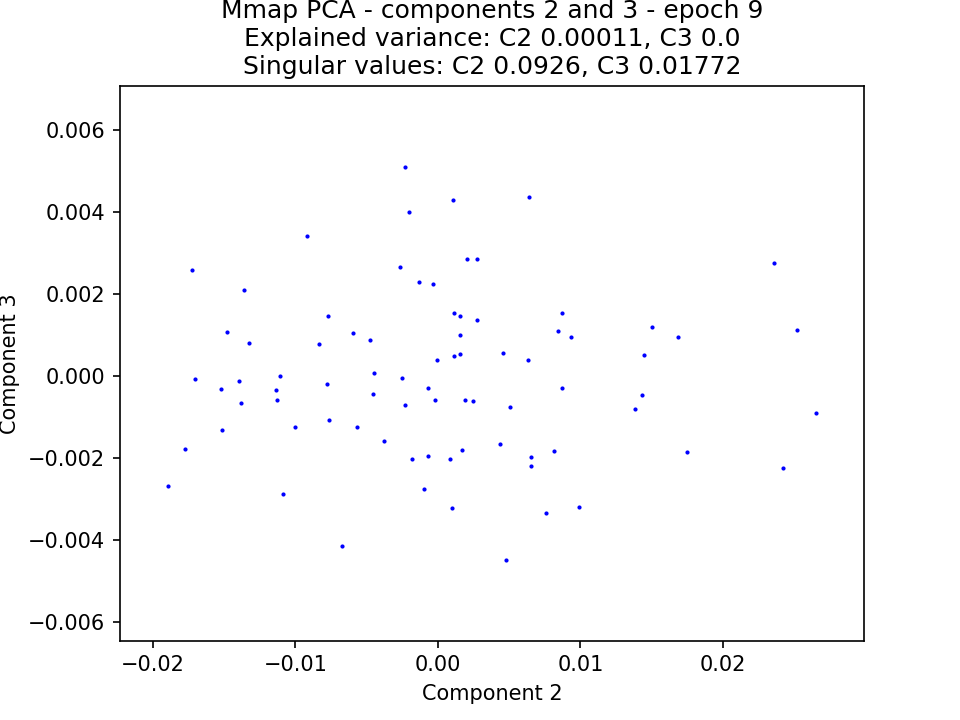 Mmap PCA - components 2 and 3 - epoch 9
Explained variance: C2 0.00011, C3 0.0
Singular values: C2 0.0926, C3 0.01772
0.006
0.004
0.002
0.000
−0.002
−0.004
−0.006
Component 3
−0.02
−0.01
0.00
0.01
0.02
Component 2